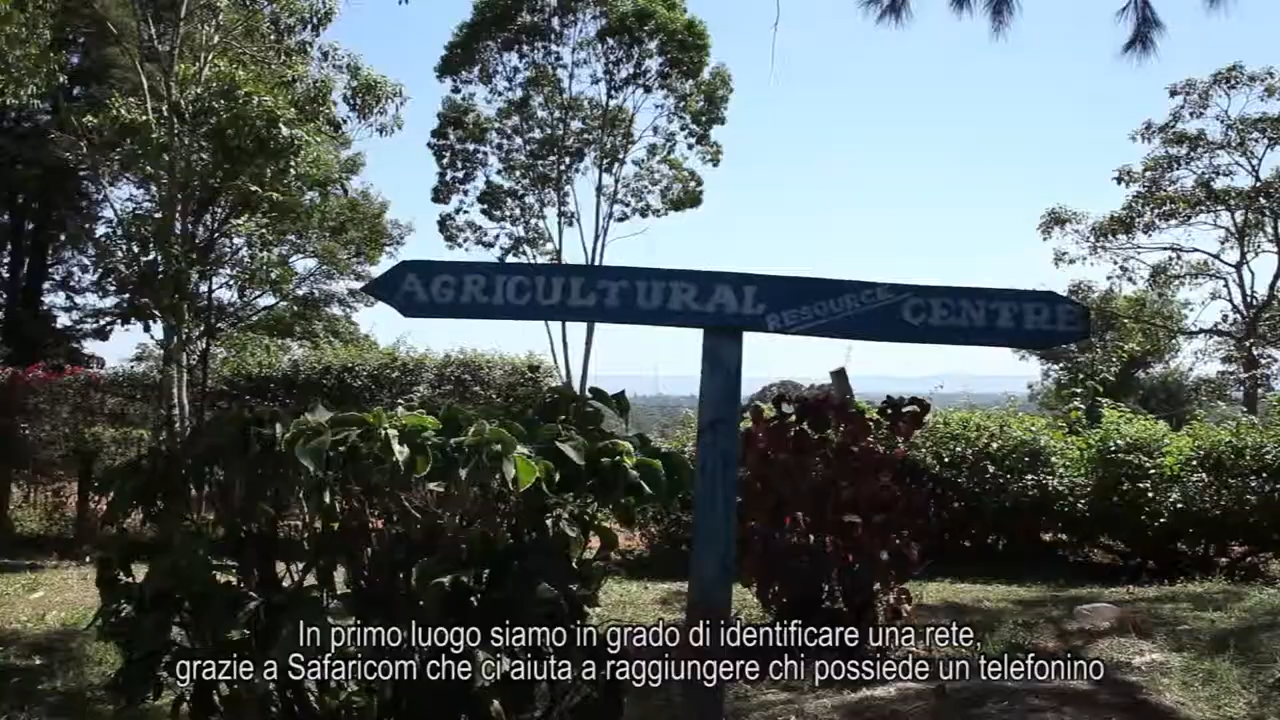 AGRICULTURAL RESOURCE CENTRE
In primo luogo siamo in grado di identificare una rete,
grazie a Safaricom che ci aiuta a raggiungere chi possiede un telefonino